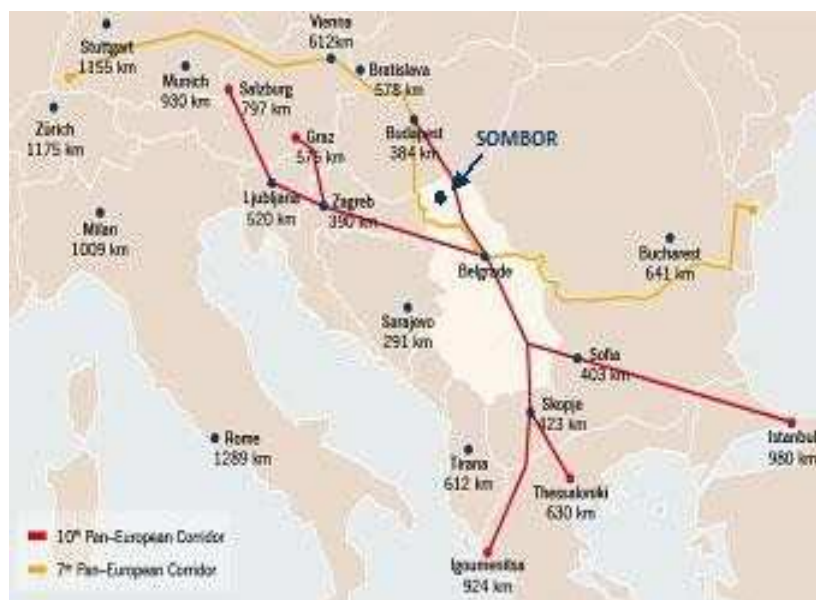 Stuttgart
1155 km
Vienna
612km
Munich
930 km
Salzburg
797 km
Bratislava
578 km
Zürich
1175 km
Graz
575 km
Budapest
384 km
SOMBOR
Ljubljana
520 km
Zagreb
390 km
Milan
1009 km
Belgrade
Bucharest
641 km
Sarajevo
291 km
Sofia
403 km
Skopje
423 km
Rome
1289 km
Tirana
612 km
Istanbul
980 km
Thessaloniki
630 km
Igoumenitsa
924 km
10th Pan-European Corridor
7th Pan-European Corridor